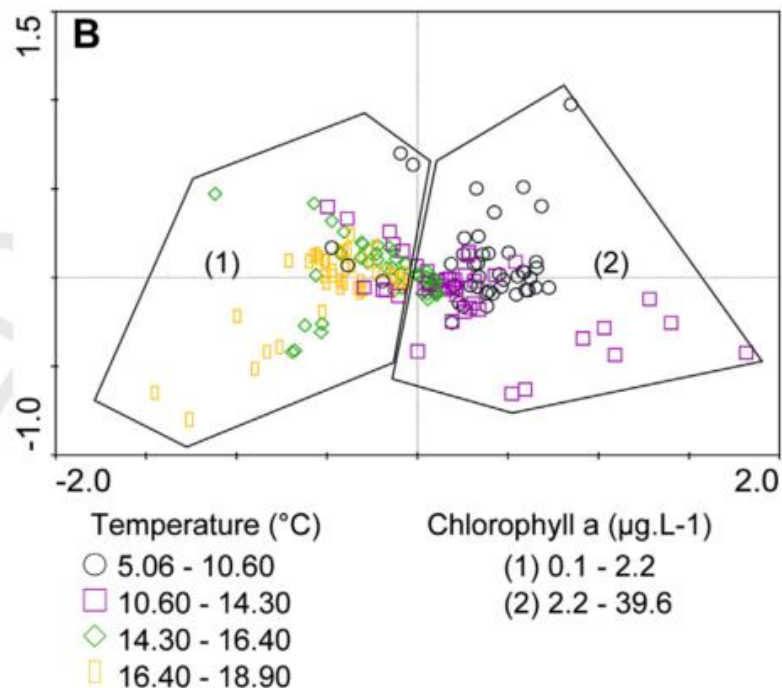 B
1.5
-1.0
(1)
(2)
-2.0
2.0
Temperature (°C)
5.06 - 10.60
10.60 - 14.30
14.30 - 16.40
16.40 - 18.90
Chlorophyll a (µg.L-1)
(1) 0.1 - 2.2
(2) 2.2 - 39.6